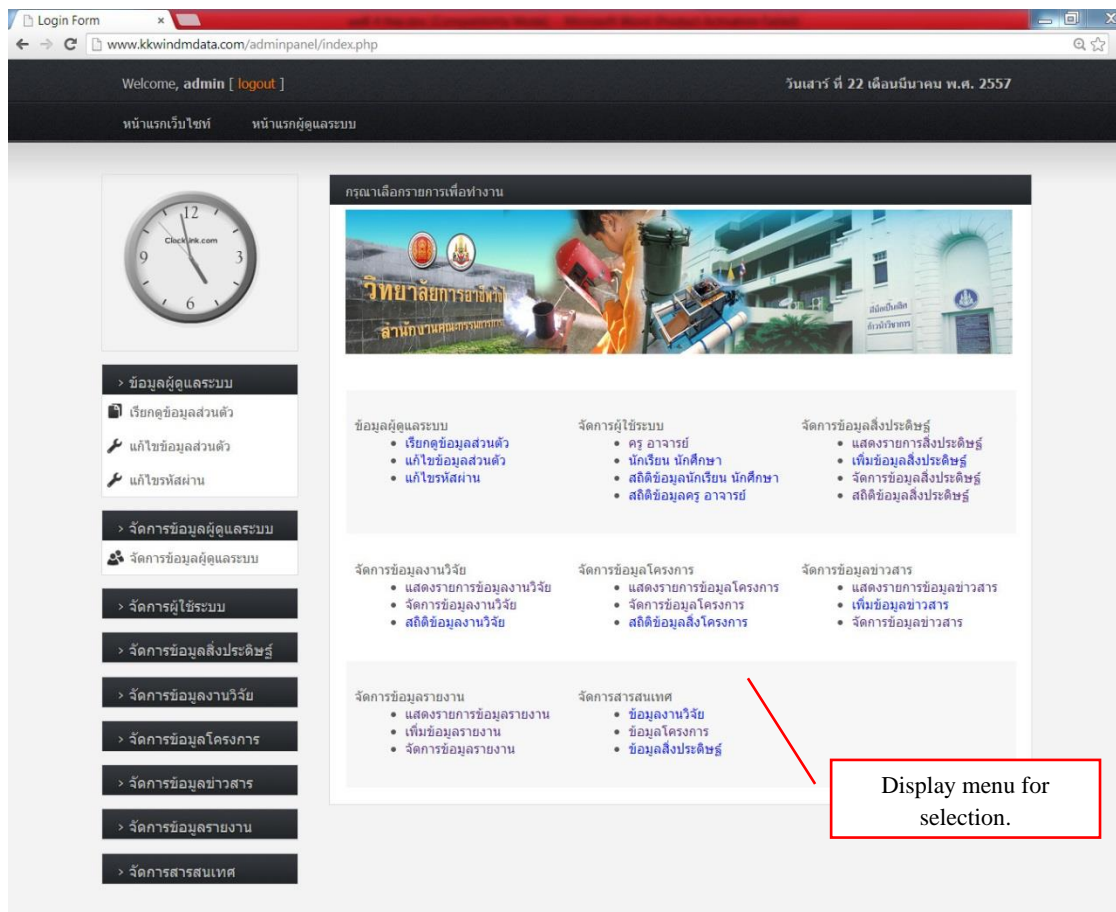 Login Form
www.kkwindmdata.com/adminpanel/index.php
Welcome, admin [ logout ]
วันเสาร์ ที่ 22 เดือนมีนาคม พ.ศ. 2557
หน้าแรกเว็บไซท์ หน้าแรกผู้ดูแลระบบ
12
3
6
9
กรุณาเลือกรายการเพื่อทำงาน
> ข้อมูลผู้ดูแลระบบ
เรียกดูข้อมูลส่วนตัว
แก้ไขข้อมูลส่วนตัว
แก้ไขรหัสผ่าน
> จัดการข้อมูลผู้ดูแลระบบ
จัดการข้อมูลผู้ดูแลระบบ
> จัดการผู้ใช้ระบบ
> จัดการข้อมูลสิ่งประดิษฐ์
> จัดการข้อมูลงานวิจัย
> จัดการข้อมูลโครงการ
> จัดการข้อมูลข่าวสาร
> จัดการข้อมูลรายงาน
> จัดการสารสนเทศ
ข้อมูลผู้ดูแลระบบ
เรียกดูข้อมูลส่วนตัว
แก้ไขข้อมูลส่วนตัว
แก้ไขรหัสผ่าน
จัดการผู้ใช้ระบบ
ครู อาจารย์
นักเรียน นักศึกษา
สถิติข้อมูลนักเรียน นักศึกษา
สถิติข้อมูลครู อาจารย์
จัดการข้อมูลสิ่งประดิษฐ์
แสดงรายการสิ่งประดิษฐ์
เพิ่มข้อมูลสิ่งประดิษฐ์
จัดการข้อมูลสิ่งประดิษฐ์
สถิติข้อมูลสิ่งประดิษฐ์
จัดการข้อมูลงานวิจัย
แสดงรายการข้อมูลงานวิจัย
จัดการข้อมูลงานวิจัย
สถิติข้อมูลงานวิจัย
จัดการข้อมูลโครงการ
แสดงรายการข้อมูลโครงการ
จัดการข้อมูลโครงการ
สถิติข้อมูลสิ่งโครงการ
จัดการข้อมูลข่าวสาร
แสดงรายการข้อมูลข่าวสาร
เพิ่มข้อมูลข่าวสาร
จัดการข้อมูลข่าวสาร
จัดการข้อมูลรายงาน
แสดงรายการข้อมูลรายงาน
เพิ่มข้อมูลรายงาน
จัดการข้อมูลรายงาน
จัดการสารสนเทศ
ข้อมูลงานวิจัย
ข้อมูลโครงการ
ข้อมูลสิ่งประดิษฐ์
Display menu for
selection.